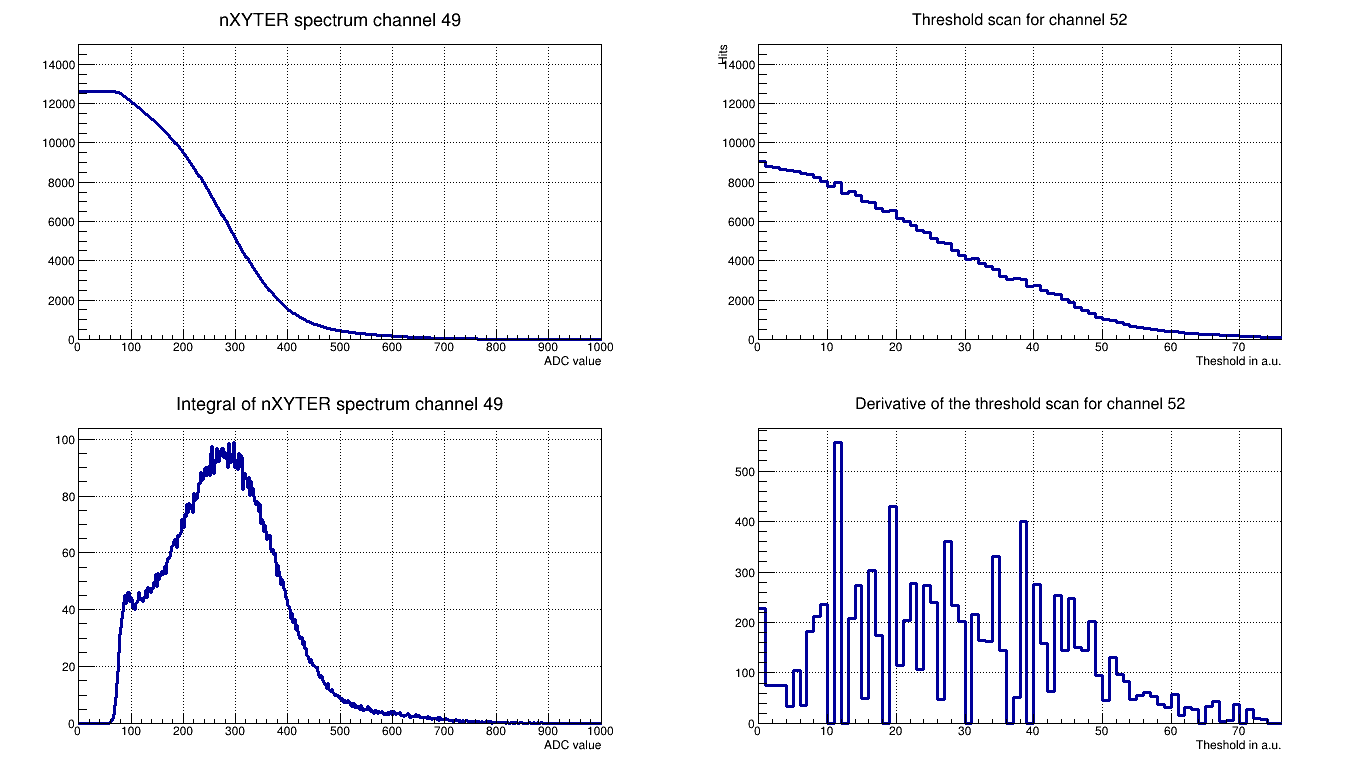 nXYTER spectrum channel 49
14000
12000
10000
8000
6000
4000
2000
0
0 100 200 300 400 500 600 700 800 900 1000
ADC value
Threshold scan for channel 52
Hits
14000
12000
10000
8000
6000
4000
2000
0
0 10 20 30 40 50 60 70
Theshold in a.u.
Integral of nXYTER spectrum channel 49
100
80
60
40
20
0
0 100 200 300 400 500 600 700 800 900 1000
ADC value
Derivative of the threshold scan for channel 52
500
400
300
200
100
0
0 10 20 30 40 50 60 70
Theshold in a.u.